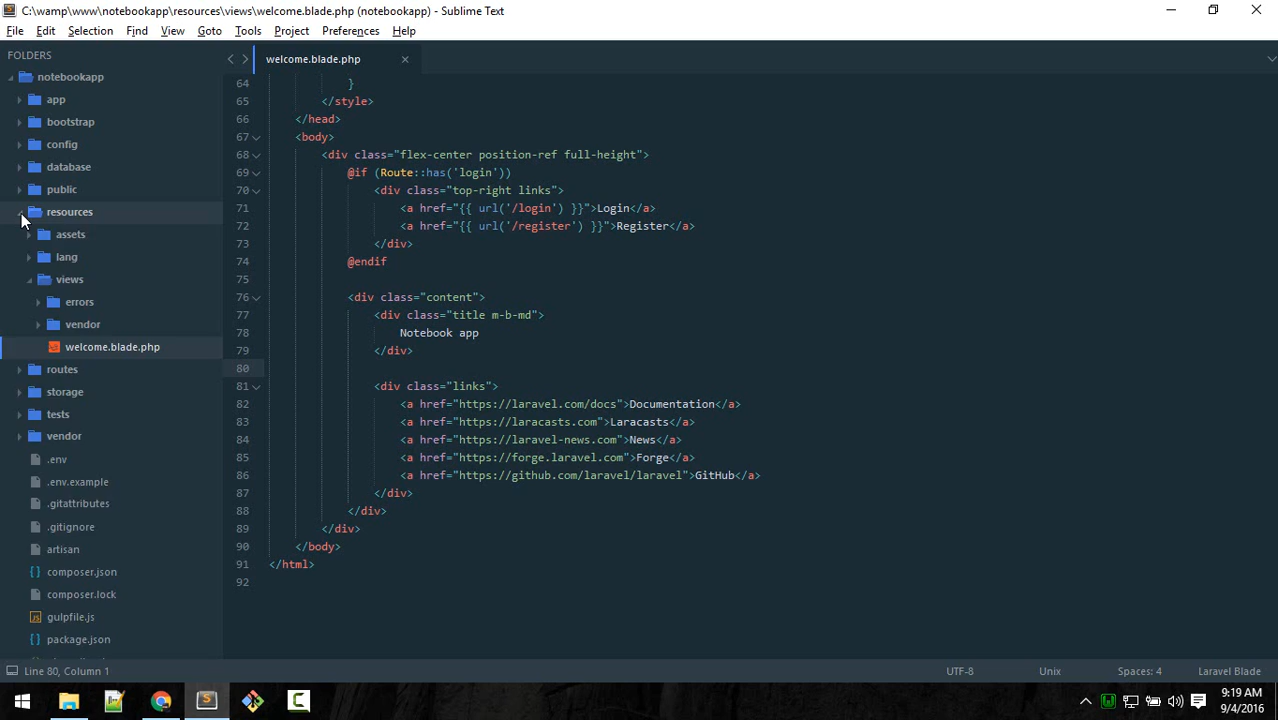 C:\wamp\www\notebookapp\resources\views\welcome.blade.php (notebookapp) - Sublime Text
File Edit Selection Find View Goto Tools Project Preferences Help
FOLDERS
notebookapp
app
bootstrap
config
database
public
resources
assets
lang
views
errors
vendor
welcome.blade.php
routes
storage
tests
vendor
.env
.env.example
.gitattributes
.gitignore
artisan
composer.json
composer.lock
gulpfile.js
package.json
welcome.blade.php
64 }
65 </style>
66 </head>
67 <body>
68 <div class="flex-center position-ref full-height">
69 @if (Route::has('login'))
70 <div class="top-right links">
71 <a href="{{ url('/login') }}">Login</a>
72 <a href="{{ url('/register') }}">Register</a>
73 </div>
74 @endif
75
76 <div class="content">
77 <div class="title m-b-md">
78 Notebook app
79 </div>
80
81 <div class="links">
82 <a href="https://laravel.com/docs">Documentation</a>
83 <a href="https://laracasts.com">Laracasts</a>
84 <a href="https://laravel-news.com">News</a>
85 <a href="https://forge.laravel.com">Forge</a>
86 <a href="https://github.com/laravel/laravel">GitHub</a>
87 </div>
88 </div>
89 </div>
90 </body>
91 </html>
92
Line 80, Column 1 UTF-8 Unix Spaces: 4 Laravel Blade
9:19 AM
9/4/2016